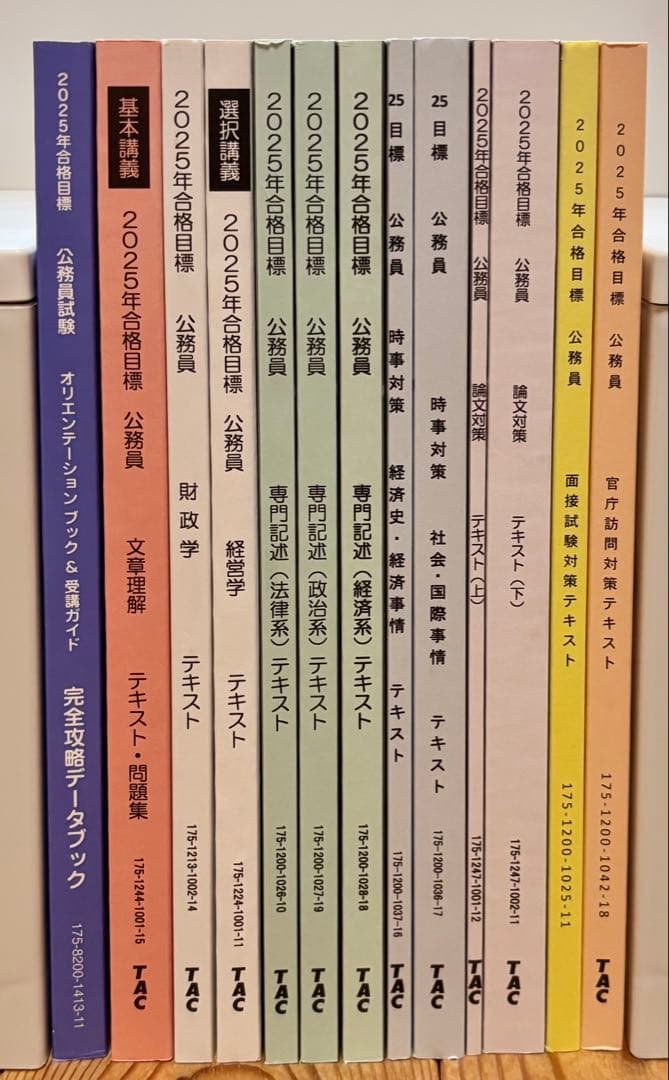 2025年合格目標 公務員試験 オリエンテーションブック & 受講ガイド 完全攻略データブック 175-8200-1413-11
基本講義 2025年合格目標 公務員 文章理解 テキスト・問題集 175-1244-1001-15 TAC
2025年合格目標 公務員 財政学 テキスト 175-1213-1002-14 TAC
選択講義 2025年合格目標 公務員 経営学 テキスト 175-1224-1001-11 TAC
2025年合格目標 公務員 専門記述(法律系)テキスト 175-1200-1026-10 TAC
2025年合格目標 公務員 専門記述(政治系)テキスト 175-1200-1027-19 TAC
2025年合格目標 公務員 専門記述(経済系)テキスト 175-1200-1028-18 TAC
25目標 公務員 時事対策 経済史・経済事情 テキスト 175-1200-1037-16 TAC
25目標 公務員 時事対策 社会・国際事情 テキスト 175-1200-1036-17 TAC
2025年合格目標 公務員 論文対策 テキスト(上) 175-1247-1001-12 TAC
2025年合格目標 公務員 論文対策 テキスト(下) 175-1247-1002-11 TAC
2025年合格目標 公務員 面接試験対策テキスト 175-1200-1025-11
2025年合格目標 公務員 官庁訪問対策テキスト 175-1200-1042-18 TAC